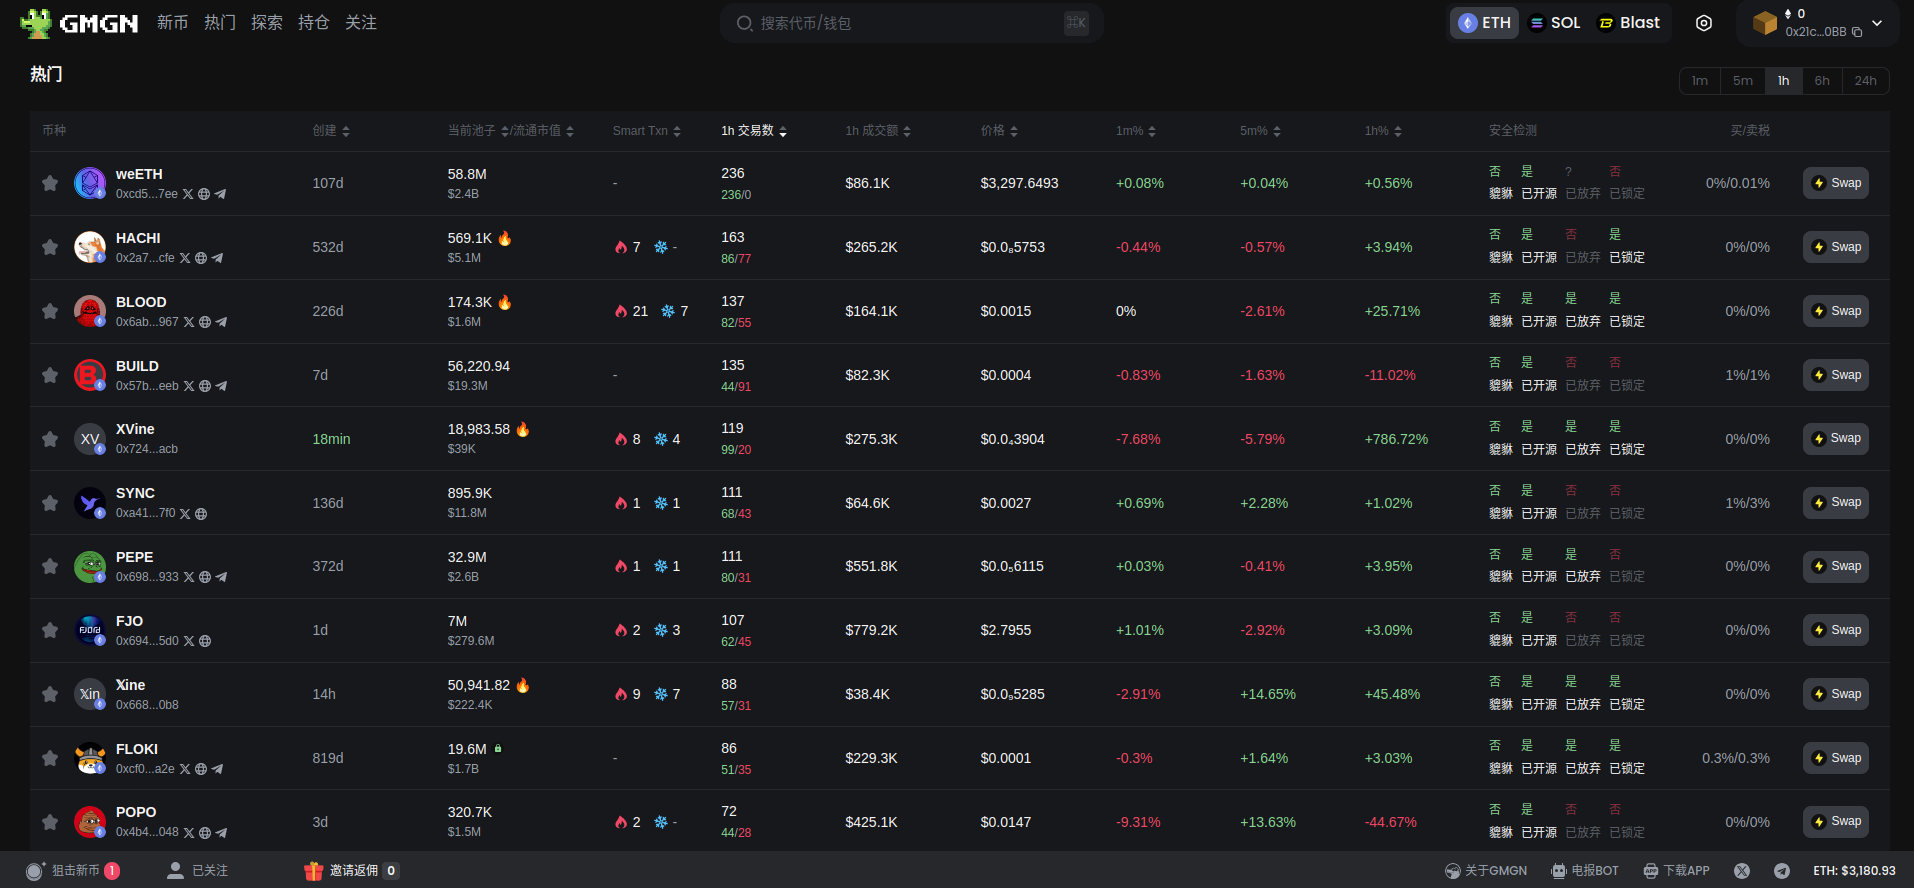 GMGN 新币 热门 探索 持仓 关注 搜索代币/钱包 ⌘K ETH SOL Blast 0
0x21c...0BB
热门 1m 5m 1h 6h 24h
币种 创建 当前池子 /流通市值 Smart Txn 1h 交易数 1h 成交额 价格 1m% 5m% 1h% 安全检测 买/卖税
weETH 58.8M 236 否 是 ? 否
107d - $86.1K $3,297.6493 +0.08% +0.04% +0.56% 0%/0.01% Swap
0xcd5...7ee $2.4B 236/0 貔貅 已开源 已放弃 已锁定
HACHI 569.1K 🔥 163 否 是 否 是
532d 7 - $265.2K $0.0₈5753 -0.44% -0.57% +3.94% 0%/0% Swap
0x2a7...cfe $5.1M 86/77 貔貅 已开源 已放弃 已锁定
BLOOD 174.3K 🔥 137 否 是 是 是
226d 21 7 $164.1K $0.0015 0% -2.61% +25.71% 0%/0% Swap
0x6ab...967 $1.6M 82/55 貔貅 已开源 已放弃 已锁定
BUILD 56,220.94 135 否 是 否 否
7d - $82.3K $0.0004 -0.83% -1.63% -11.02% 1%/1% Swap
0x57b...eeb $19.3M 44/91 貔貅 已开源 已放弃 已锁定
XVine 18,983.58 🔥 119 否 是 是 是
XV 18min 8 4 $275.3K $0.0₄3904 -7.68% -5.79% +786.72% 0%/0% Swap
0x724...acb $39K 99/20 貔貅 已开源 已放弃 已锁定
SYNC 895.9K 111 否 是 否 否
136d 1 1 $64.6K $0.0027 +0.69% +2.28% +1.02% 1%/3% Swap
0xa41...7f0 $11.8M 68/43 貔貅 已开源 已放弃 已锁定
PEPE 32.9M 111 否 是 是 否
372d 1 1 $551.8K $0.0₅6115 +0.03% -0.41% +3.95% 0%/0% Swap
0x698...933 $2.6B 80/31 貔貅 已开源 已放弃 已锁定
FJO 7M 107 否 是 否 否
1d 2 3 $779.2K $2.7955 +1.01% -2.92% +3.09% 0%/0% Swap
0x694...5d0 $279.6M 62/45 貔貅 已开源 已放弃 已锁定
𝕏ine 50,941.82 🔥 88 否 是 是 是
𝕏in 14h 9 7 $38.4K $0.0₉5285 -2.91% +14.65% +45.48% 0%/0% Swap
0x668...0b8 $222.4K 57/31 貔貅 已开源 已放弃 已锁定
FLOKI 19.6M 86 否 是 是 是
819d - $229.3K $0.0001 -0.3% +1.64% +3.03% 0.3%/0.3% Swap
0xcf0...a2e $1.7B 51/35 貔貅 已开源 已放弃 已锁定
POPO 320.7K 72 否 是 否 否
3d 2 - $425.1K $0.0147 -9.31% +13.63% -44.67% 0%/0% Swap
0x4b4...048 $1.5M 44/28 貔貅 已开源 已放弃 已锁定
狙击新币 1 已关注 邀请返佣 0 关于GMGN 电报BOT 下载APP ETH: $3,180.93